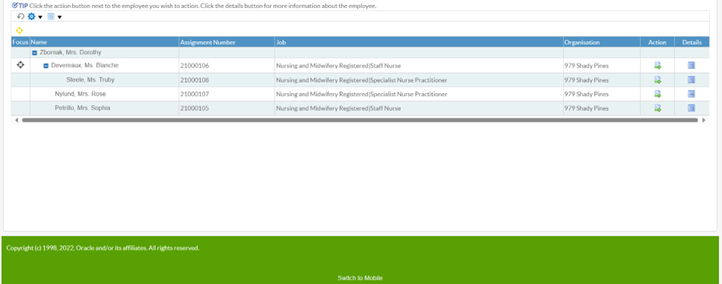 TIP Click the action button next to the employee you wish to action. Click the details button for more information about the employee.
Focus Name Assignment Number Job Organisation Action Details
Zbornak, Mrs. Dorothy
Devereaux, Ms. Blanche 21000106 Nursing and Midwifery Registered|Staff Nurse 979 Shady Pines
Steele, Ms. Truby 21000108 Nursing and Midwifery Registered|Specialist Nurse Practitioner 979 Shady Pines
Nylund, Mrs. Rose 21000107 Nursing and Midwifery Registered|Specialist Nurse Practitioner 979 Shady Pines
Petrillo, Mrs. Sophia 21000105 Nursing and Midwifery Registered|Staff Nurse 979 Shady Pines
Copyright (c) 1998, 2022, Oracle and/or its affiliates. All rights reserved.
Switch to Mobile